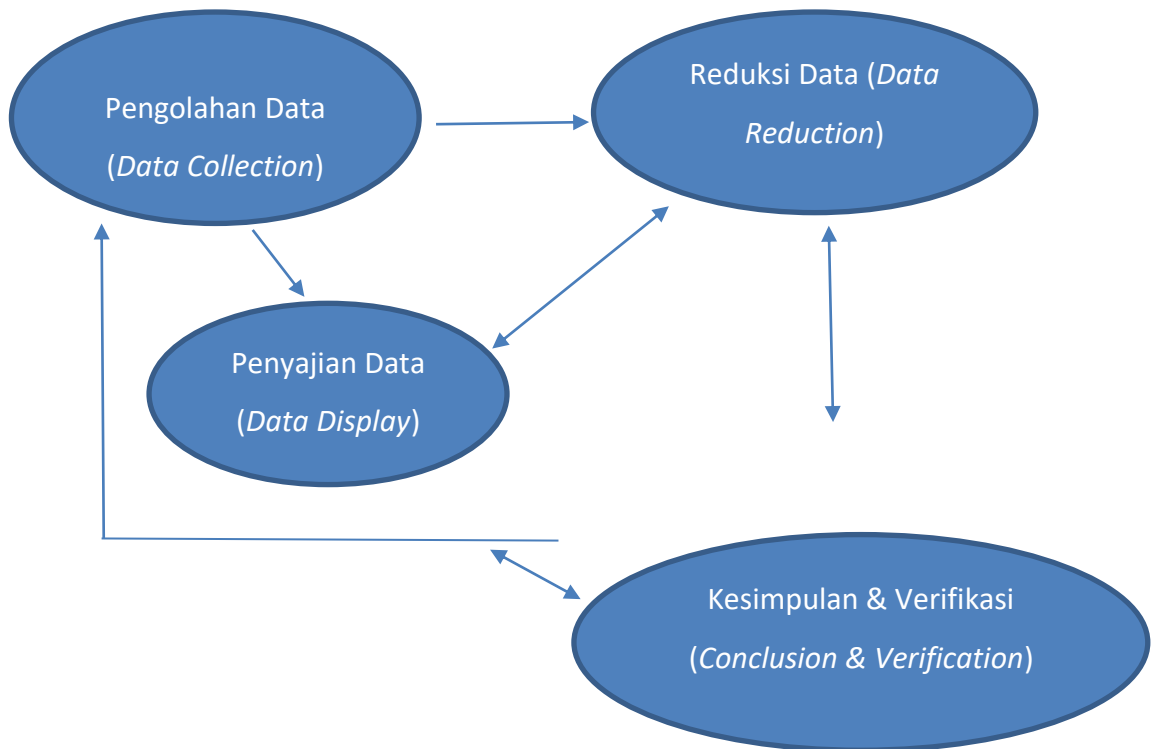 Pengolahan Data
(Data Collection)
Reduksi Data (Data
Reduction)
Penyajian Data
(Data Display)
Kesimpulan & Verifikasi
(Conclusion & Verification)